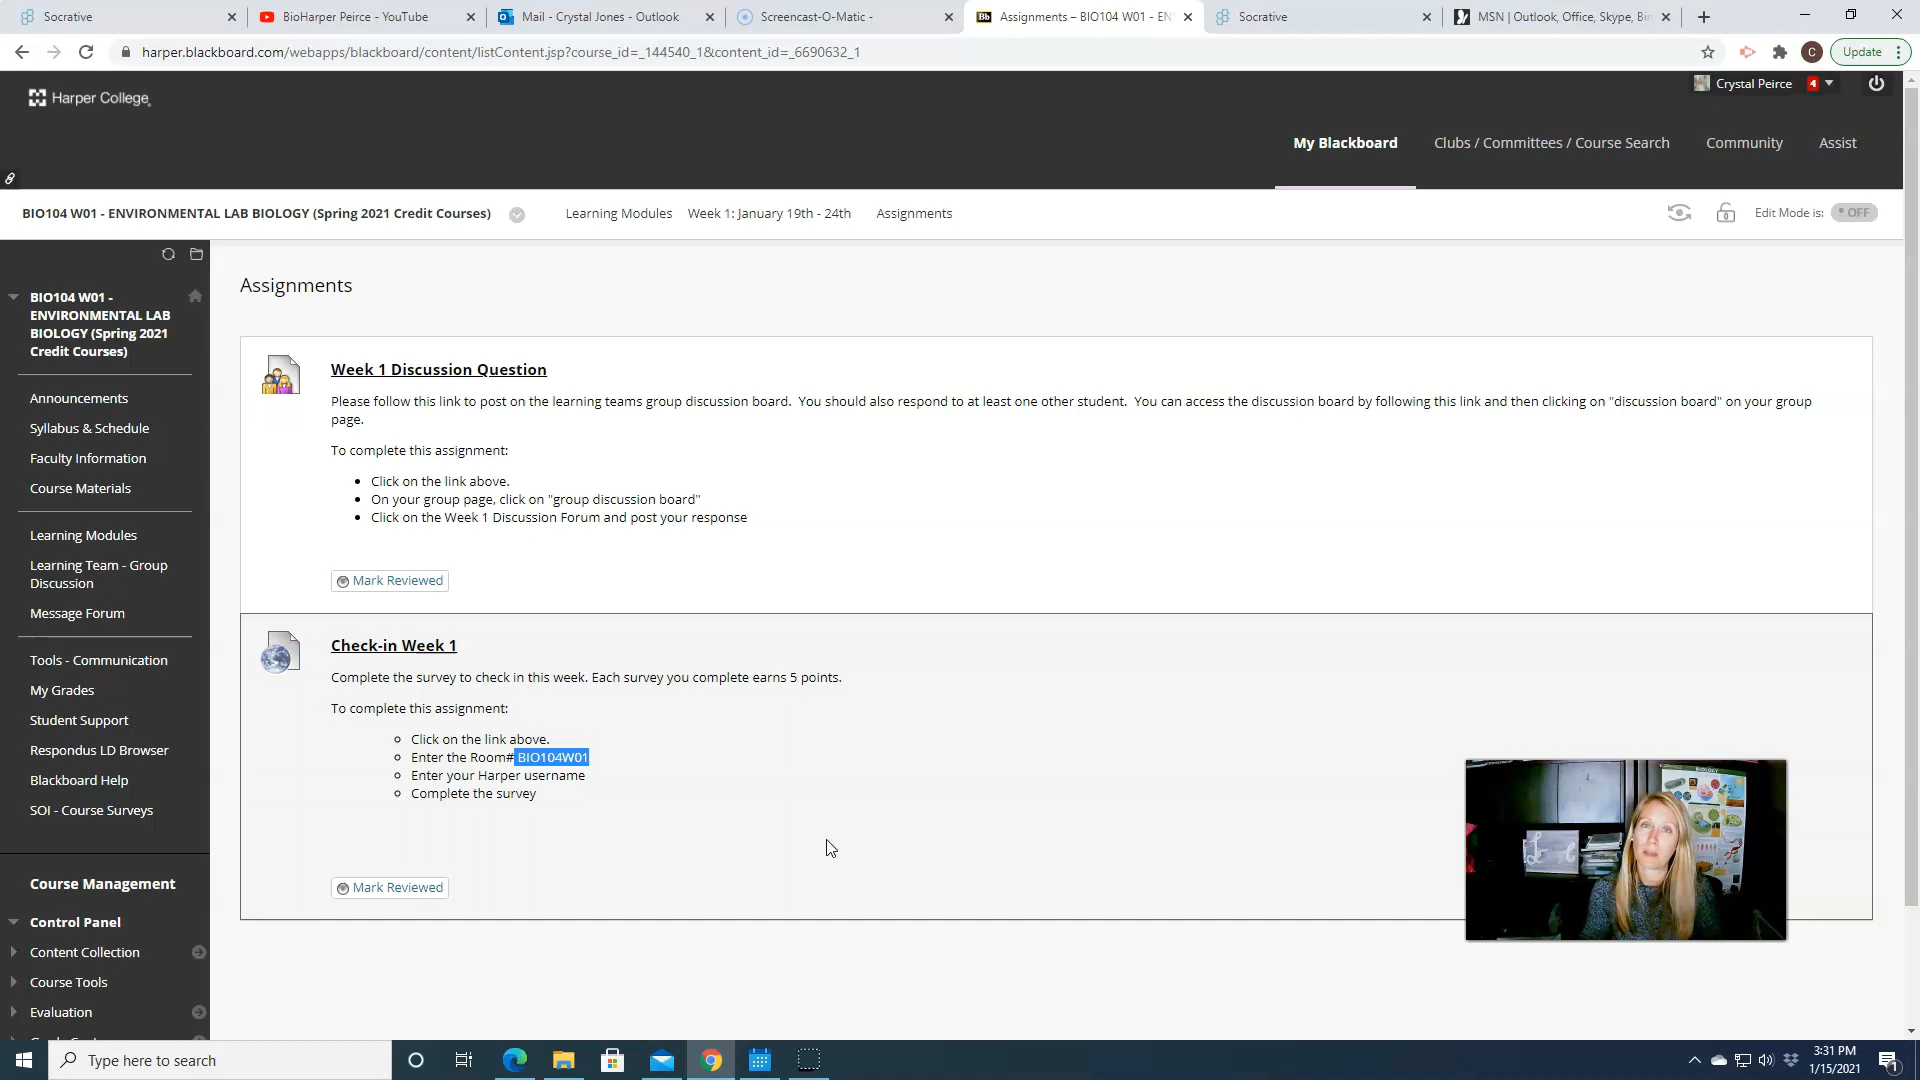 Socrative
BioHarper Peirce - YouTube
Mail - Crystal Jones - Outlook
Screencast-O-Matic -
Bb Assignments – BIO104 W01 - EN
Socrative
MSN | Outlook, Office, Skype, Bin
harper.blackboard.com/webapps/blackboard/content/listContent.jsp?course_id=_144540_1&content_id=_6690632_1
C
Update
Harper College
Crystal Peirce 4
My Blackboard
Clubs / Committees / Course Search
Community
Assist
BIO104 W01 - ENVIRONMENTAL LAB BIOLOGY (Spring 2021 Credit Courses)
Learning Modules
Week 1: January 19th - 24th
Assignments
Edit Mode is: OFF
BIO104 W01 -
ENVIRONMENTAL LAB
BIOLOGY (Spring 2021
Credit Courses)
Announcements
Syllabus & Schedule
Faculty Information
Course Materials
Learning Modules
Learning Team - Group
Discussion
Message Forum
Tools - Communication
My Grades
Student Support
Respondus LD Browser
Blackboard Help
SOI - Course Surveys
Course Management
Control Panel
Content Collection
Course Tools
Evaluation
Assignments
Week 1 Discussion Question
Please follow this link to post on the learning teams group discussion board. You should also respond to at least one other student. You can access the discussion board by following this link and then clicking on "discussion board" on your group
page.
To complete this assignment:
Click on the link above.
On your group page, click on "group discussion board"
Click on the Week 1 Discussion Forum and post your response
Mark Reviewed
Check-in Week 1
Complete the survey to check in this week. Each survey you complete earns 5 points.
To complete this assignment:
Click on the link above.
Enter the Room# BIO104W01
Enter your Harper username
Complete the survey
Mark Reviewed
BIOLOGY
Type here to search
3:31 PM
1/15/2021
1